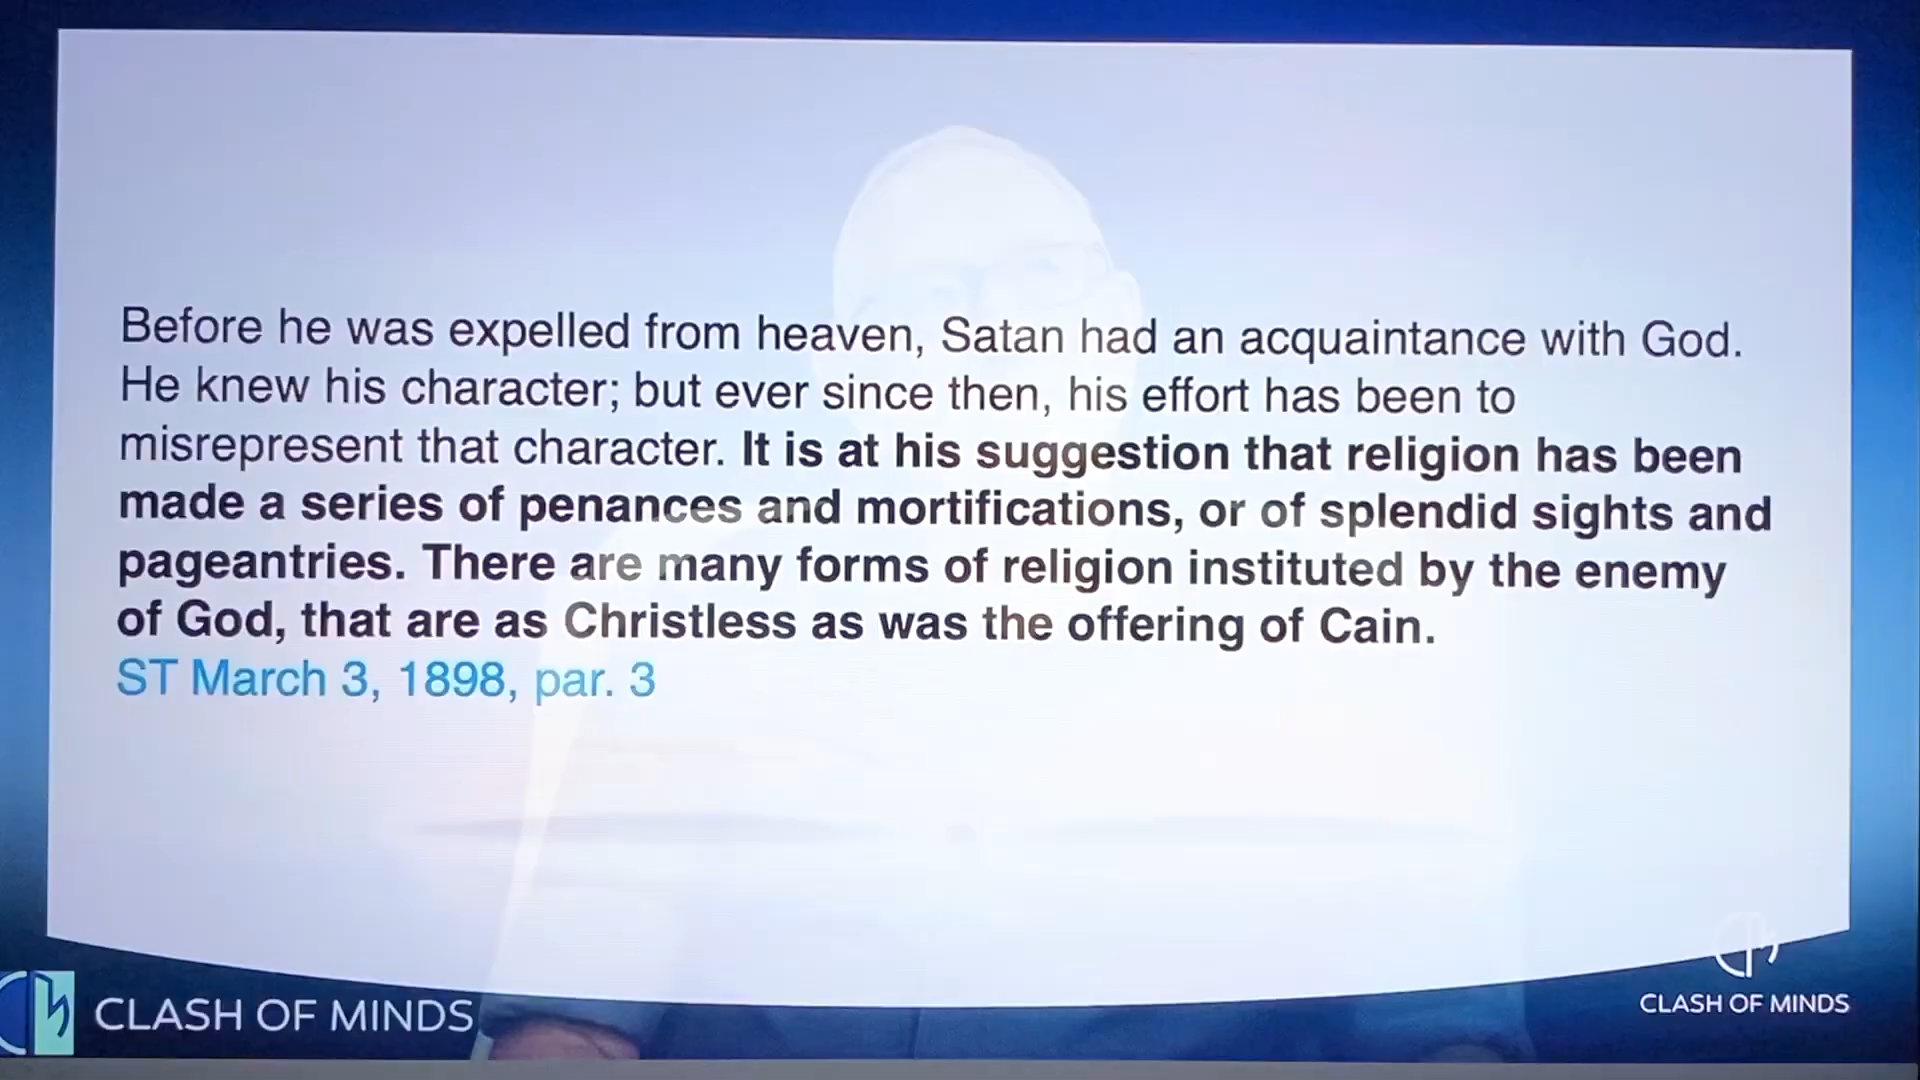 Before he was expelled from heaven, Satan had an acquaintance with God.
He knew his character; but ever since then, his effort has been to
misrepresent that character. It is at his suggestion that religion has been
made a series of penances and mortifications, or of splendid sights and
pageantries. There are many forms of religion instituted by the enemy
of God, that are as Christless as was the offering of Cain.
ST March 3, 1898, par. 3
CLASH OF MINDS
CLASH OF MINDS